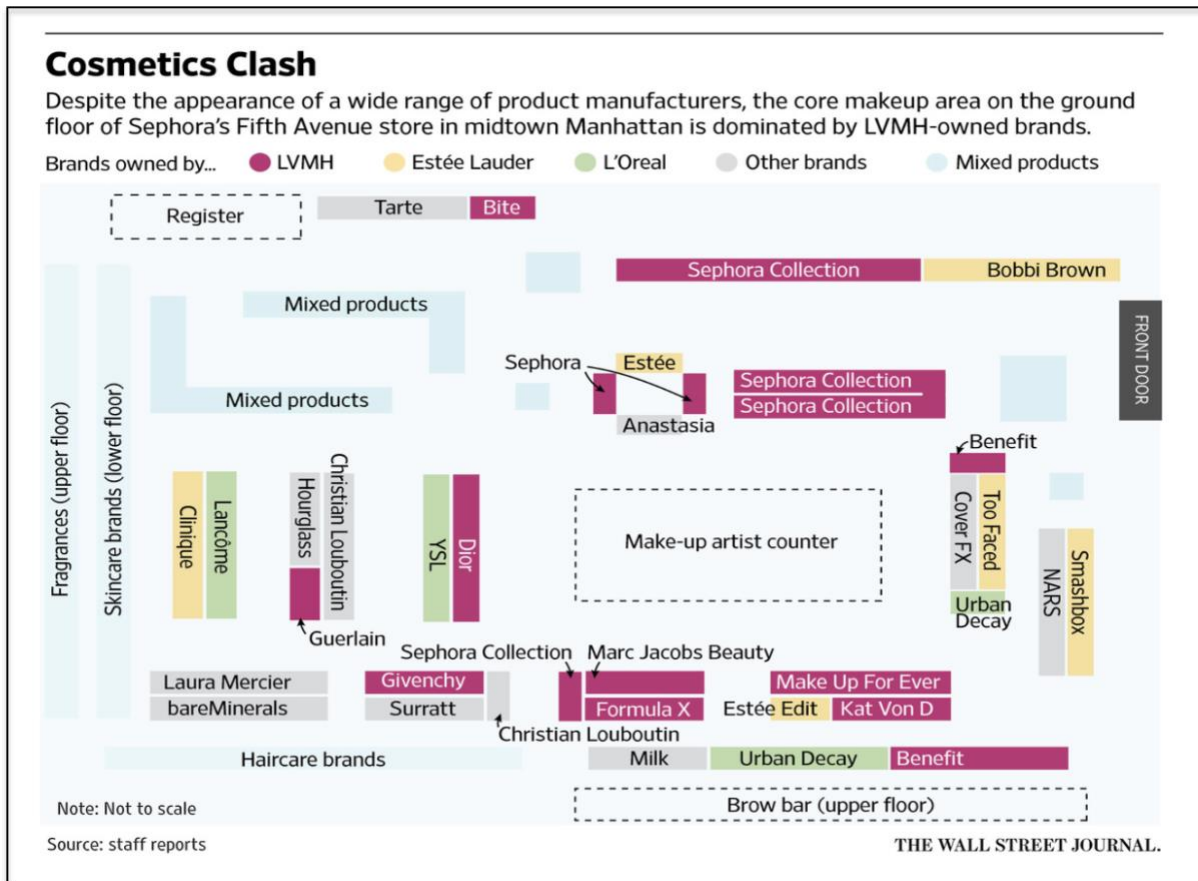 Cosmetics Clash
Despite the appearance of a wide range of product manufacturers, the core makeup area on the ground
floor of Sephora's Fifth Avenue store in midtown Manhattan is dominated by LVMH-owned brands.
Brands owned by... LVMH Estée Lauder L'Oreal Other brands Mixed products
Register
Tarte
Bite
Sephora Collection
Bobbi Brown
Mixed products
FRONT DOOR
Sephora
Estée
Sephora Collection
Sephora Collection
Mixed products
Anastasia
Fragrances (upper floor)
Skincare brands (lower floor)
Benefit
Clinique
Lancôme
Hourglass
Christian Louboutin
YSL
Dior
Make-up artist counter
Cover FX
Too Faced
NARS
Smashbox
Urban
Decay
Guerlain
Sephora Collection
Marc Jacobs Beauty
Laura Mercier
Givenchy
Make Up For Ever
bareMinerals
Surratt
Formula X
Estée Edit
Kat Von D
Christian Louboutin
Haircare brands
Milk
Urban Decay
Benefit
Note: Not to scale
Brow bar (upper floor)
Source: staff reports
THE WALL STREET JOURNAL.